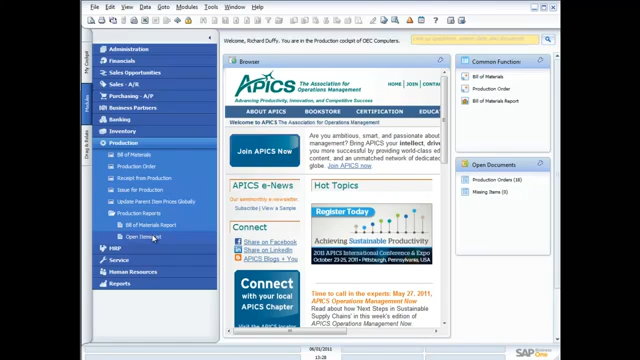 File Edit View Data Goto Modules Tools Window Help
Welcome, Richard Duffy. You are in the Production cockpit of OEC Computers.
My Cockpit
Modules
Drag & Relate
Administration
Financials
Sales Opportunities
Sales - A/R
Purchasing - A/P
Business Partners
Banking
Inventory
Production
Bill of Materials
Production Order
Receipt from Production
Issue for Production
Update Parent Item Prices Globally
Production Reports
Bill of Materials Report
Open Items List
MRP
Service
Human Resources
Reports
Browser
APICS The Association for
Operations Management
Advancing Productivity, Innovation, and Competitive Success
HOME JOIN CONTAC
ABOUT APICS BOOKSTORE CERTIFICATION EDUCA
Welcome to APICS The Association for Operations Management
Join APICS Now
Are you ambitious, and passionate about
management? Bring APICS your intellect, driv
you more successful by providing world-class ed
and an unmatched network of dedicated
Join APICS now.
APICS e-News
Our semimonthly e-newsletter.
Subscribe | View a Sample
Connect
Share on Facebook
Share on LinkedIn
APICS Blogs + You
Connect
with your local
APICS Chapter
Hot Topics
Register Today
Achieving Sustainable Productivity
2011 APICS International Conference & Expo
October 23-25, 2011 • Pittsburgh, Pennsylvania, USA
Time to call in the experts: May 27, 2011,
APICS Operations Management Now
Read about how 'Next Steps in Sustainable
Supply Chains' in this week's edition of
APICS Operations Management Now.
Common Functions
Bill of Materials
Production Order
Bill of Materials Report
Open Documents
Production Orders (18)
Missing Items (0)
06/01/2011
13:28
SAP Business One